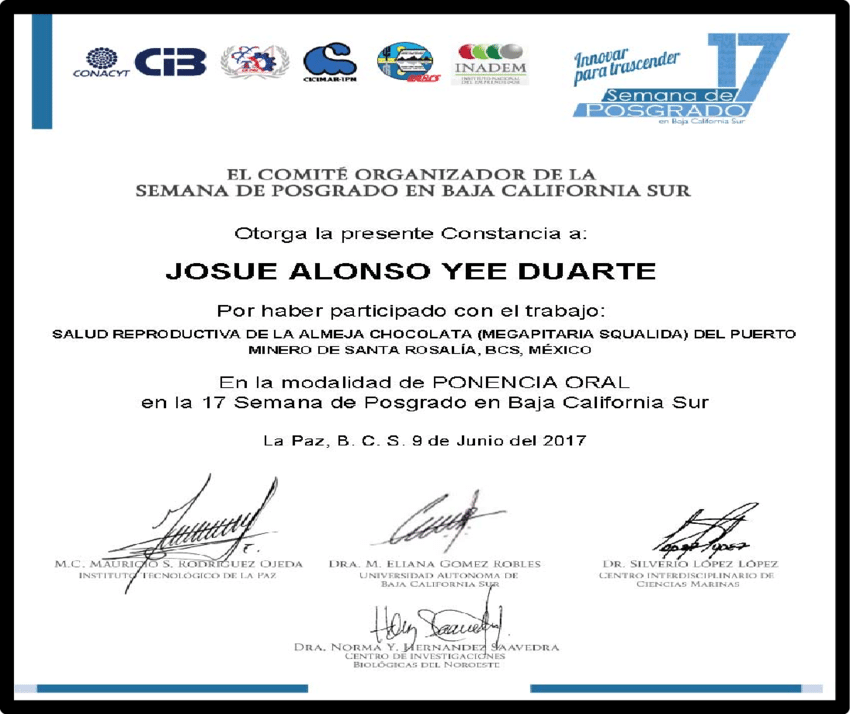 CONACYT
CiB
CICIMAR-IPN
INADEM
INSTITUTO NACIONAL
DEL EMPRENDEDOR
Innovar
para trascender
17
Semana de
POSGRADO
en Baja California Sur
EL COMITÉ ORGANIZADOR DE LA
SEMANA DE POSGRADO EN BAJA CALIFORNIA SUR
Otorga la presente Constancia a:
JOSUE ALONSO YEE DUARTE
Por haber participado con el trabajo:
SALUD REPRODUCTIVA DE LA ALMEJA CHOCOLATA (MEGAPITARIA SQUALIDA) DEL PUERTO
MINERO DE SANTA ROSALÍA, BCS, MÉXICO
En la modalidad de PONENCIA ORAL
en la 17 Semana de Posgrado en Baja California Sur
La Paz, B. C. S. 9 de Junio del 2017
M.C. MAURICIO S. RODRIGUEZ OJEDA
INSTITUTO TECNOLÓGICO DE LA PAZ
DRA. M. ELIANA GOMEZ ROBLES
UNIVERSIDAD AUTONOMA DE
BAJA CALIFORNIA SUR
DR. SILVERIO LÓPEZ LÓPEZ
CENTRO INTERDISCIPLINARIO DE
CIENCIAS MARINAS
DRA. NORMA Y. HERNANDEZ SAAVEDRA
CENTRO DE INVESTIGACIONES
BIOLÓGICAS DEL NOROESTE